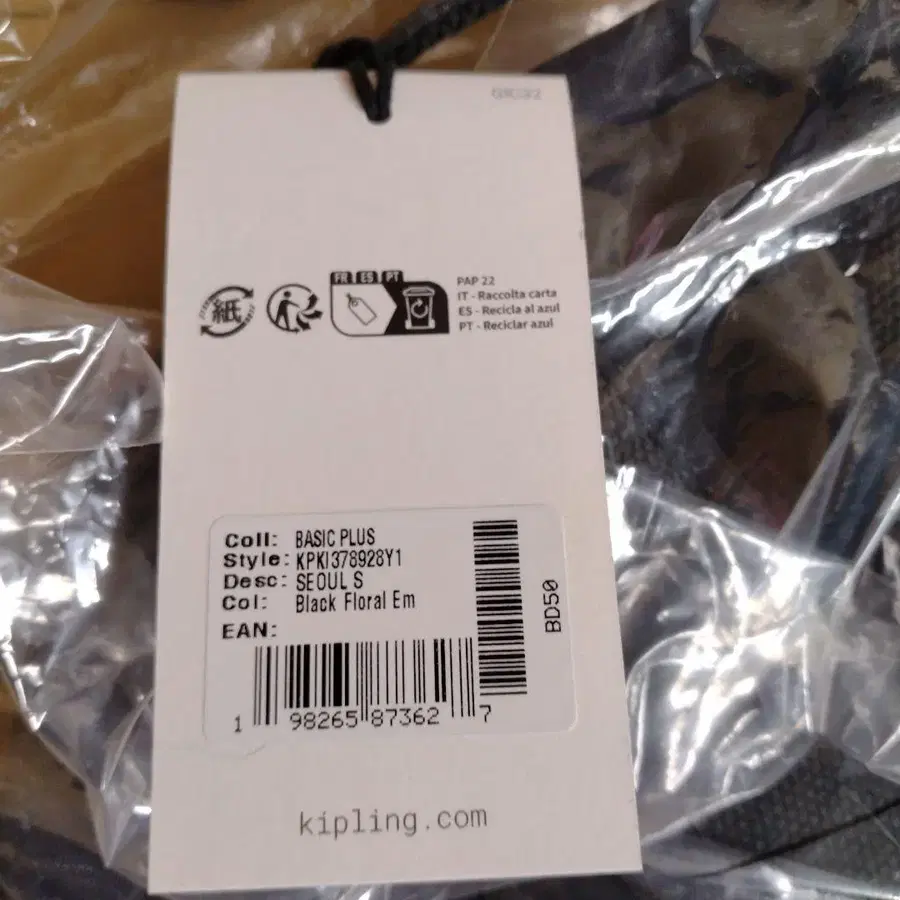 紙
FR ES PT
PAP 22
IT - Raccolta carta
ES - Recicla al azul
PT - Reciclar azul
Coll: BASIC PLUS
Style: KPKI378928Y1
Desc: SEOUL S
Col: Black Floral Em
EAN:
BD50
1 98265 87362 7
kipling.com